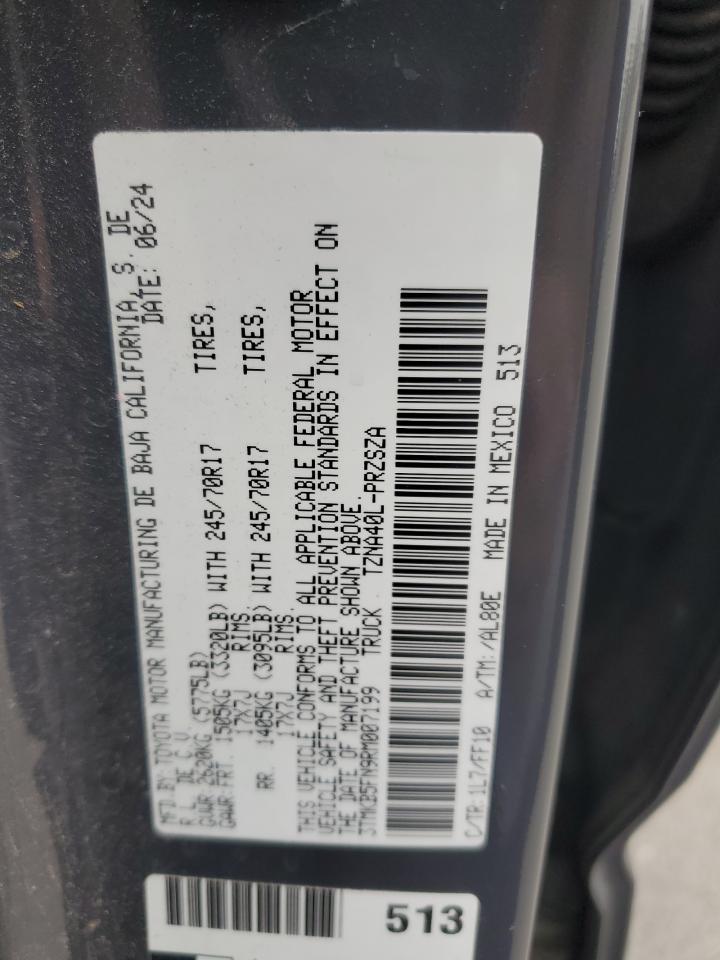 MFD.BY: TOYOTA MOTOR MANUFACTURING DE BAJA CALIFORNIA, S. DE
R L. DE C.V. DATE: 06/24
GVWR: 2620KG (5775LB)
GAWR: FRT. 1505KG (3320LB) WITH 245/70R17 TIRES,
17X7J RIMS.
RR. 1405KG (3095LB) WITH 245/70R17 TIRES,
17X7J RIMS.
THIS VEHICLE CONFORMS TO ALL APPLICABLE FEDERAL MOTOR
VEHICLE SAFETY AND THEFT PREVENTION STANDARDS IN EFFECT ON
THE DATE OF MANUFACTURE SHOWN ABOVE.
3TMKB5FN9RM007199 TRUCK TZNA40L-PRZSZA
C/TR:1L7/FF10 A/TM:/AL80E MADE IN MEXICO 513
513